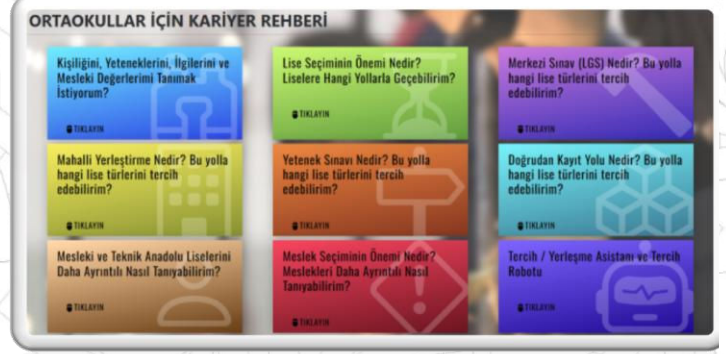 ORTAOKULLAR İÇİN KARİYER REHBERİ
Kişiliğini, Yeteneklerini, İlgilerini ve
Mesleki Değerlerimi Tanımak
İstiyorum?
TIKLAYIN
Lise Seçiminin Önemi Nedir?
Liselere Hangi Yollarla Geçebilirim?
TIKLAYIN
Merkezi Sınav (LGS) Nedir? Bu yolla
hangi lise türlerini tercih
edebilirim?
TIKLAYIN
Mahalli Yerleştirme Nedir? Bu yolla
hangi lise türlerini tercih
edebilirim?
TIKLAYIN
Yetenek Sınavı Nedir? Bu yolla
hangi lise türlerini tercih
edebilirim?
TIKLAYIN
Doğrudan Kayıt Yolu Nedir? Bu yolla
hangi lise türlerini tercih
edebilirim?
TIKLAYIN
Mesleki ve Teknik Anadolu Liselerini
Daha Ayrıntılı Nasıl Tanıyabilirim?
TIKLAYIN
Meslek Seçiminin Önemi Nedir?
Meslekleri Daha Ayrıntılı Nasıl
Tanıyabilirim?
TIKLAYIN
Tercih / Yerleşme Asistanı ve Tercih
Robotu
TIKLAYIN